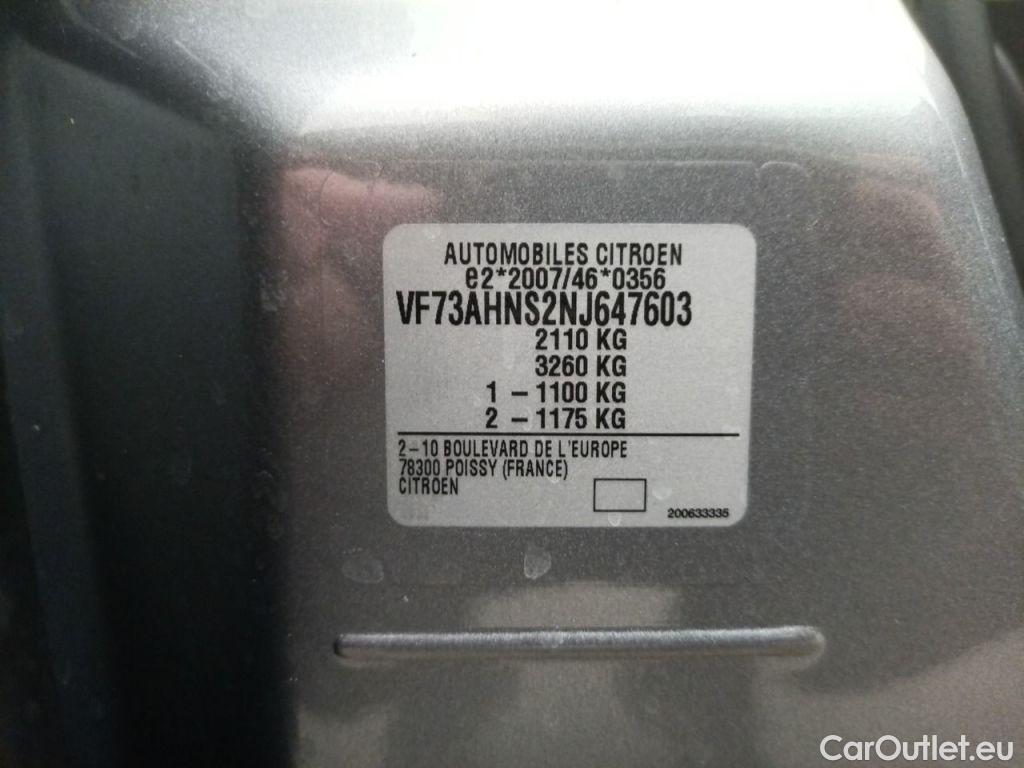 AUTOMOBILES CITROEN
e2*2007/46*0356
VF73AHNS2NJ647603
2110 KG
3260 KG
1 – 1100 KG
2 – 1175 KG
2–10 BOULEVARD DE L'EUROPE
78300 POISSY (FRANCE)
CITROEN
200633335
CarOutlet.eu